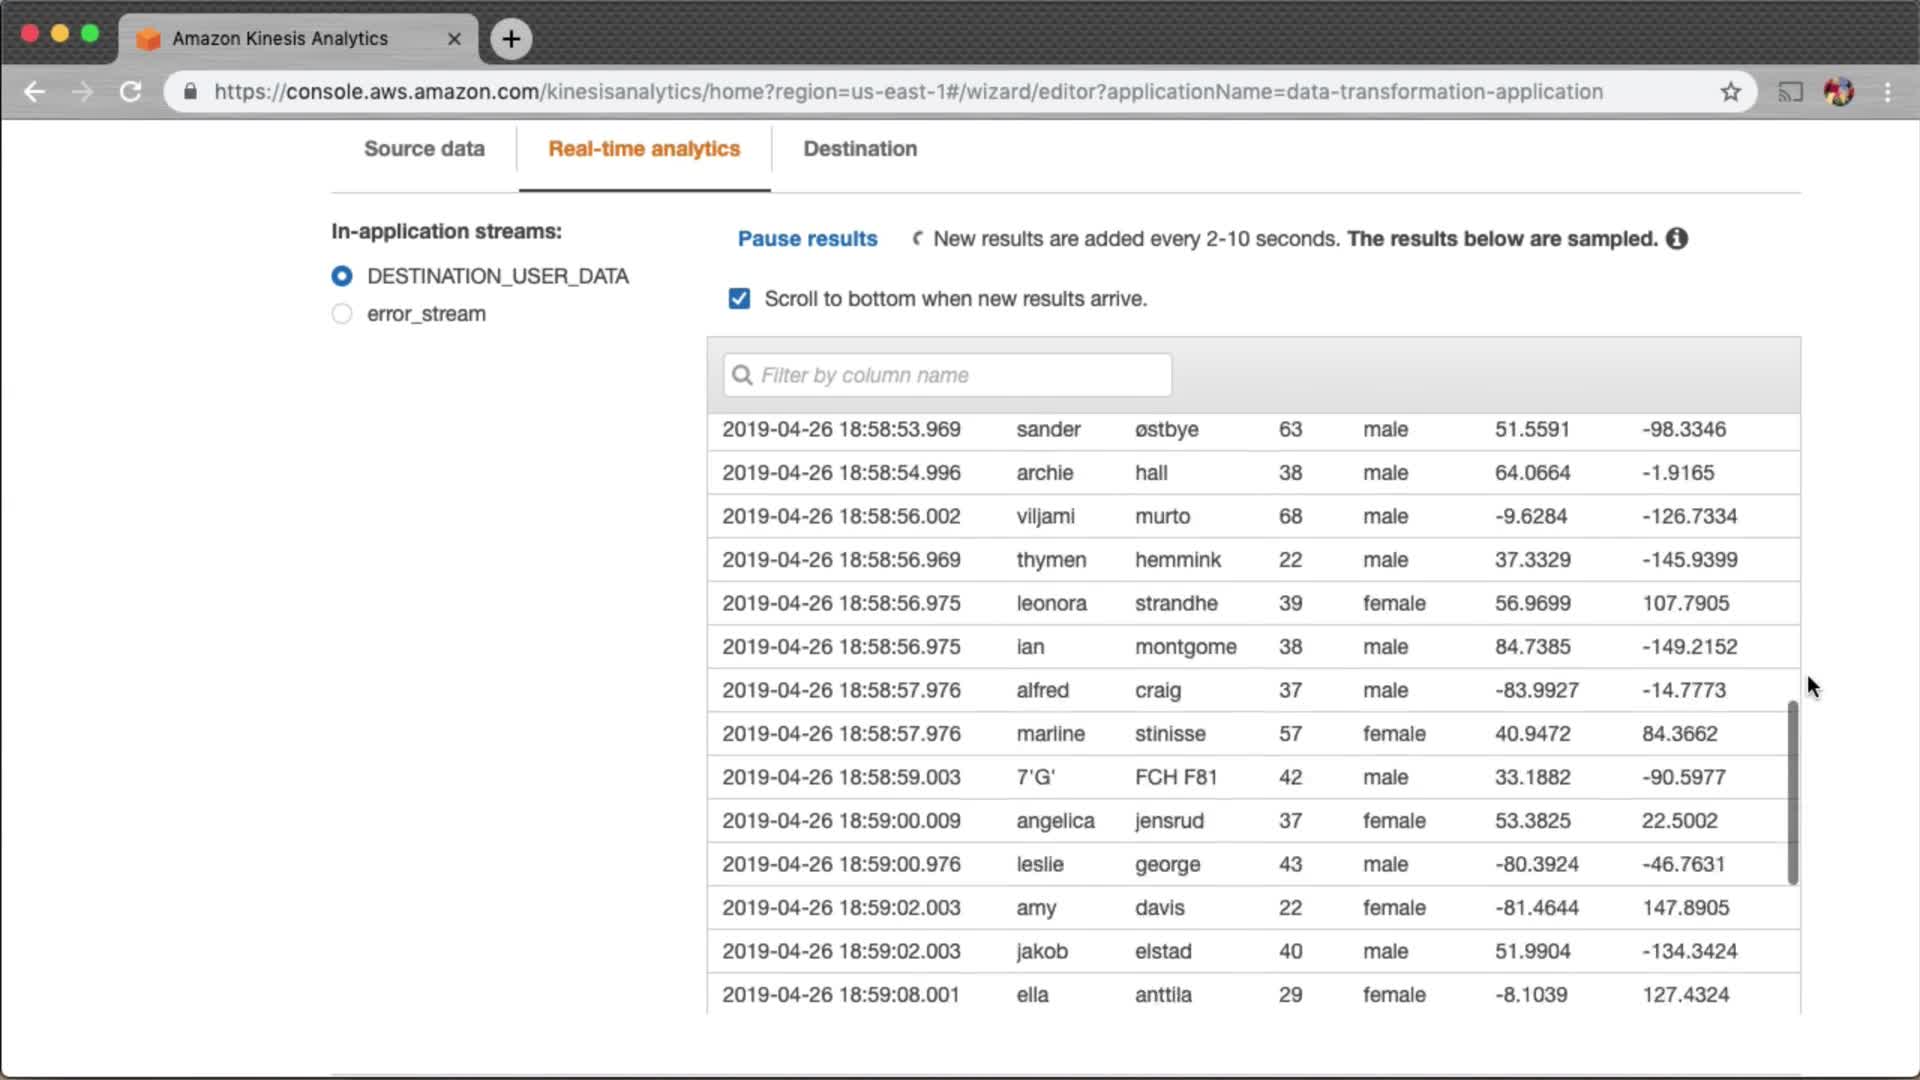 Amazon Kinesis Analytics
https://console.aws.amazon.com/kinesisanalytics/home?region=us-east-1#/wizard/editor?applicationName=data-transformation-application
Source data Real-time analytics Destination
In-application streams:
DESTINATION_USER_DATA
error_stream
Pause results New results are added every 2-10 seconds. The results below are sampled.
Scroll to bottom when new results arrive.
Filter by column name
2019-04-26 18:58:53.969 sander østbye 63 male 51.5591 -98.3346
2019-04-26 18:58:54.996 archie hall 38 male 64.0664 -1.9165
2019-04-26 18:58:56.002 viljami murto 68 male -9.6284 -126.7334
2019-04-26 18:58:56.969 thymen hemmink 22 male 37.3329 -145.9399
2019-04-26 18:58:56.975 leonora strandhe 39 female 56.9699 107.7905
2019-04-26 18:58:56.975 ian montgome 38 male 84.7385 -149.2152
2019-04-26 18:58:57.976 alfred craig 37 male -83.9927 -14.7773
2019-04-26 18:58:57.976 marline stinisse 57 female 40.9472 84.3662
2019-04-26 18:58:59.003 7'G' FCH F81 42 male 33.1882 -90.5977
2019-04-26 18:59:00.009 angelica jensrud 37 female 53.3825 22.5002
2019-04-26 18:59:00.976 leslie george 43 male -80.3924 -46.7631
2019-04-26 18:59:02.003 amy davis 22 female -81.4644 147.8905
2019-04-26 18:59:02.003 jakob elstad 40 male 51.9904 -134.3424
2019-04-26 18:59:08.001 ella anttila 29 female -8.1039 127.4324